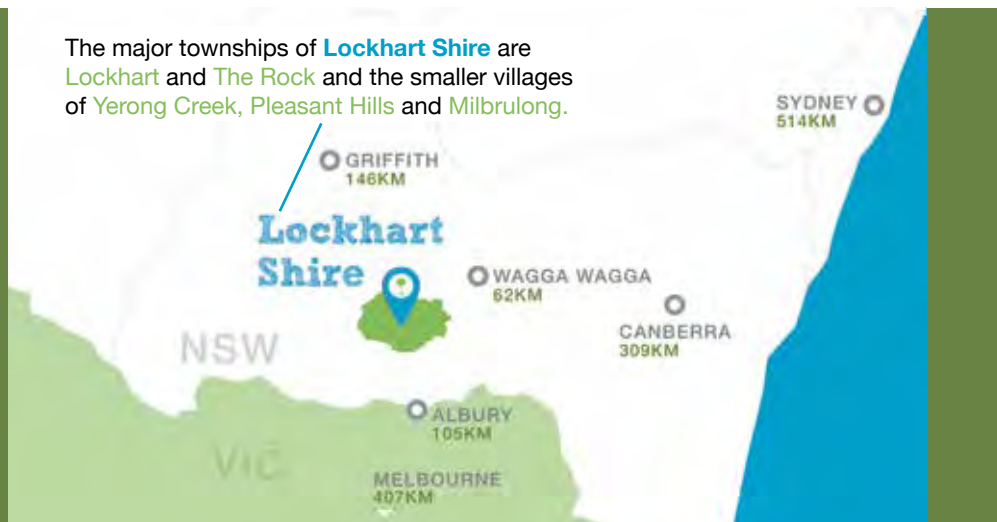 The major townships of Lockhart Shire are
Lockhart and The Rock and the smaller villages
of Yerong Creek, Pleasant Hills and Milbrulong.
SYDNEY
514KM
GRIFFITH
146KM
Lockhart
Shire
WAGGA WAGGA
62KM
CANBERRA
309KM
NSW
ALBURY
105KM
VIC
MELBOURNE
407KM